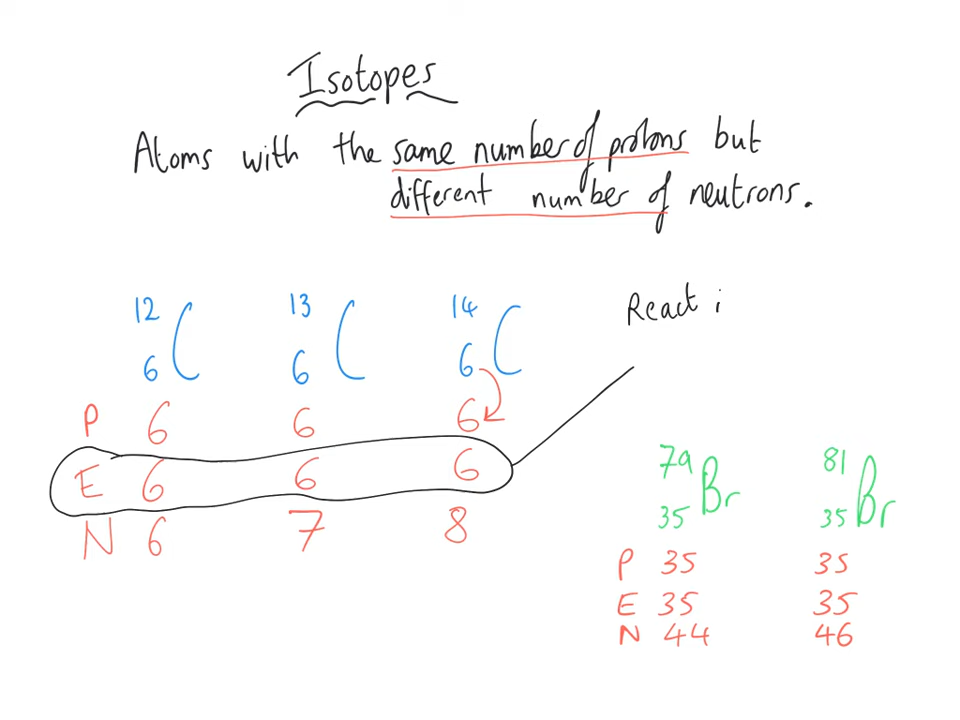 Isotopes
Atoms with the same number of protons but
different number of neutrons.
React i
12 C 13 C 14 C
6 6 6
P 6 6 6
E 6 6 6
N 6 7 8
79 Br 81 Br
35 35
P 35 35
E 35 35
N 44 46